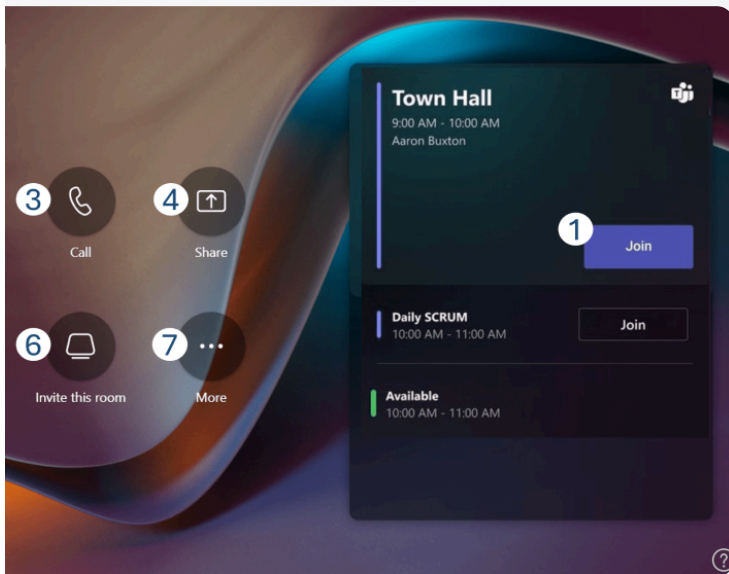 Town Hall
9:00 AM - 10:00 AM
Aaron Buxton
1
Join
3
Call
4
Share
Daily SCRUM
10:00 AM - 11:00 AM
Join
6
Invite this room
7
More
Available
10:00 AM - 11:00 AM
?